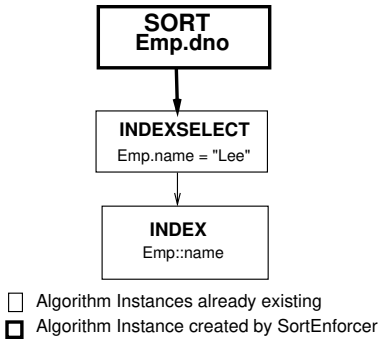 SORT
Emp.dno
INDEXSELECT
Emp.name = "Lee"
INDEX
Emp::name
Algorithm Instances already existing
Algorithm Instance created by SortEnforcer